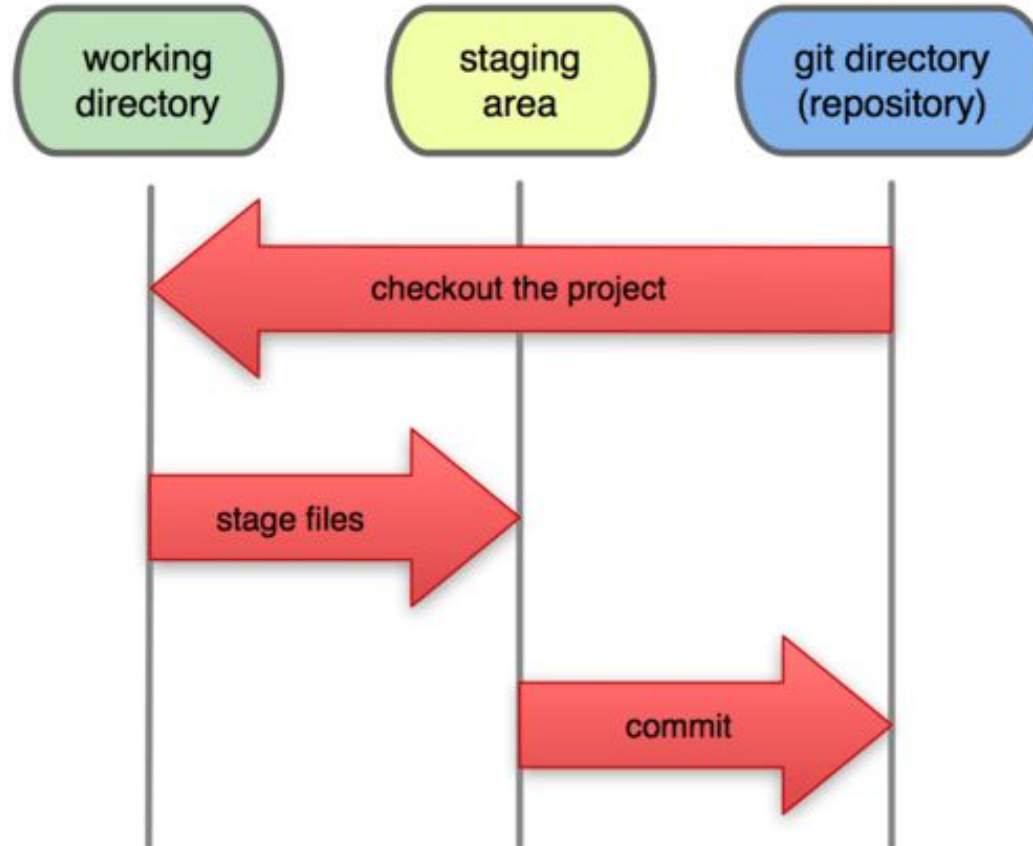 working
directory
staging
area
git directory
(repository)
checkout the project
stage files
commit